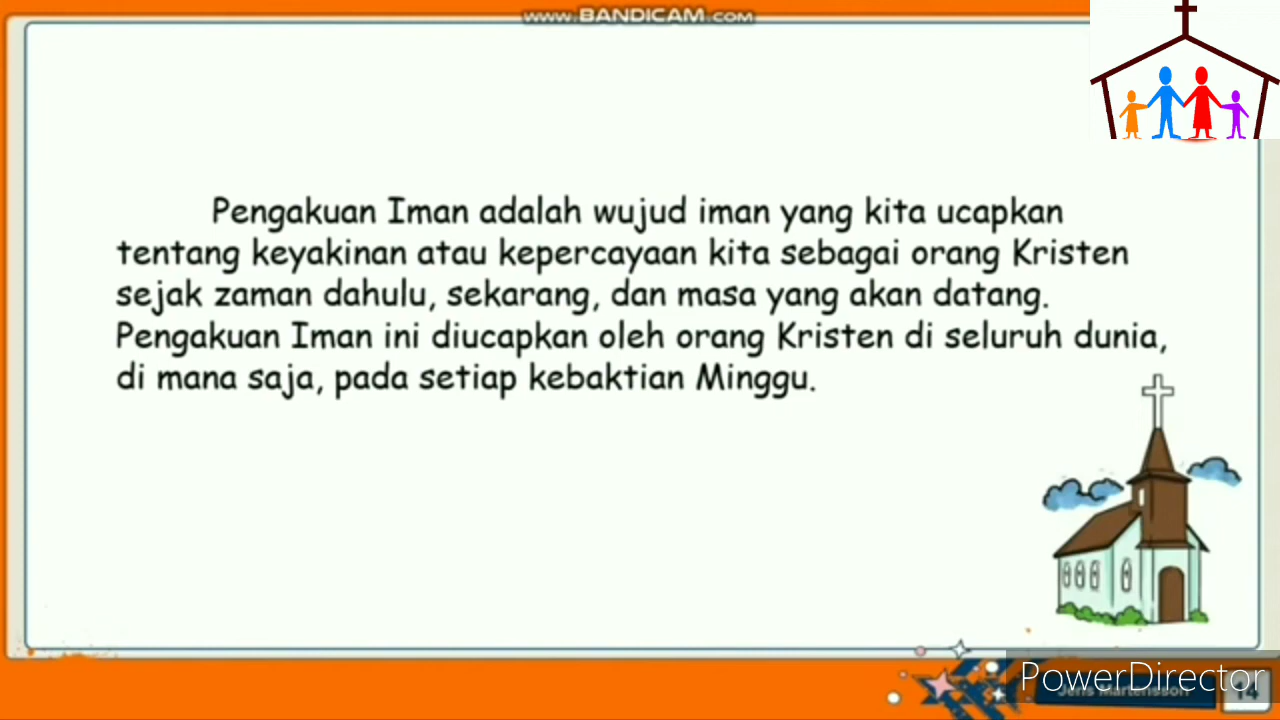 www.BANDICAM.com
Pengakuan Iman adalah wujud iman yang kita ucapkan
tentang keyakinan atau kepercayaan kita sebagai orang Kristen
sejak zaman dahulu, sekarang, dan masa yang akan datang.
Pengakuan Iman ini diucapkan oleh orang Kristen di seluruh dunia,
di mana saja, pada setiap kebaktian Minggu.
PowerDirector
14